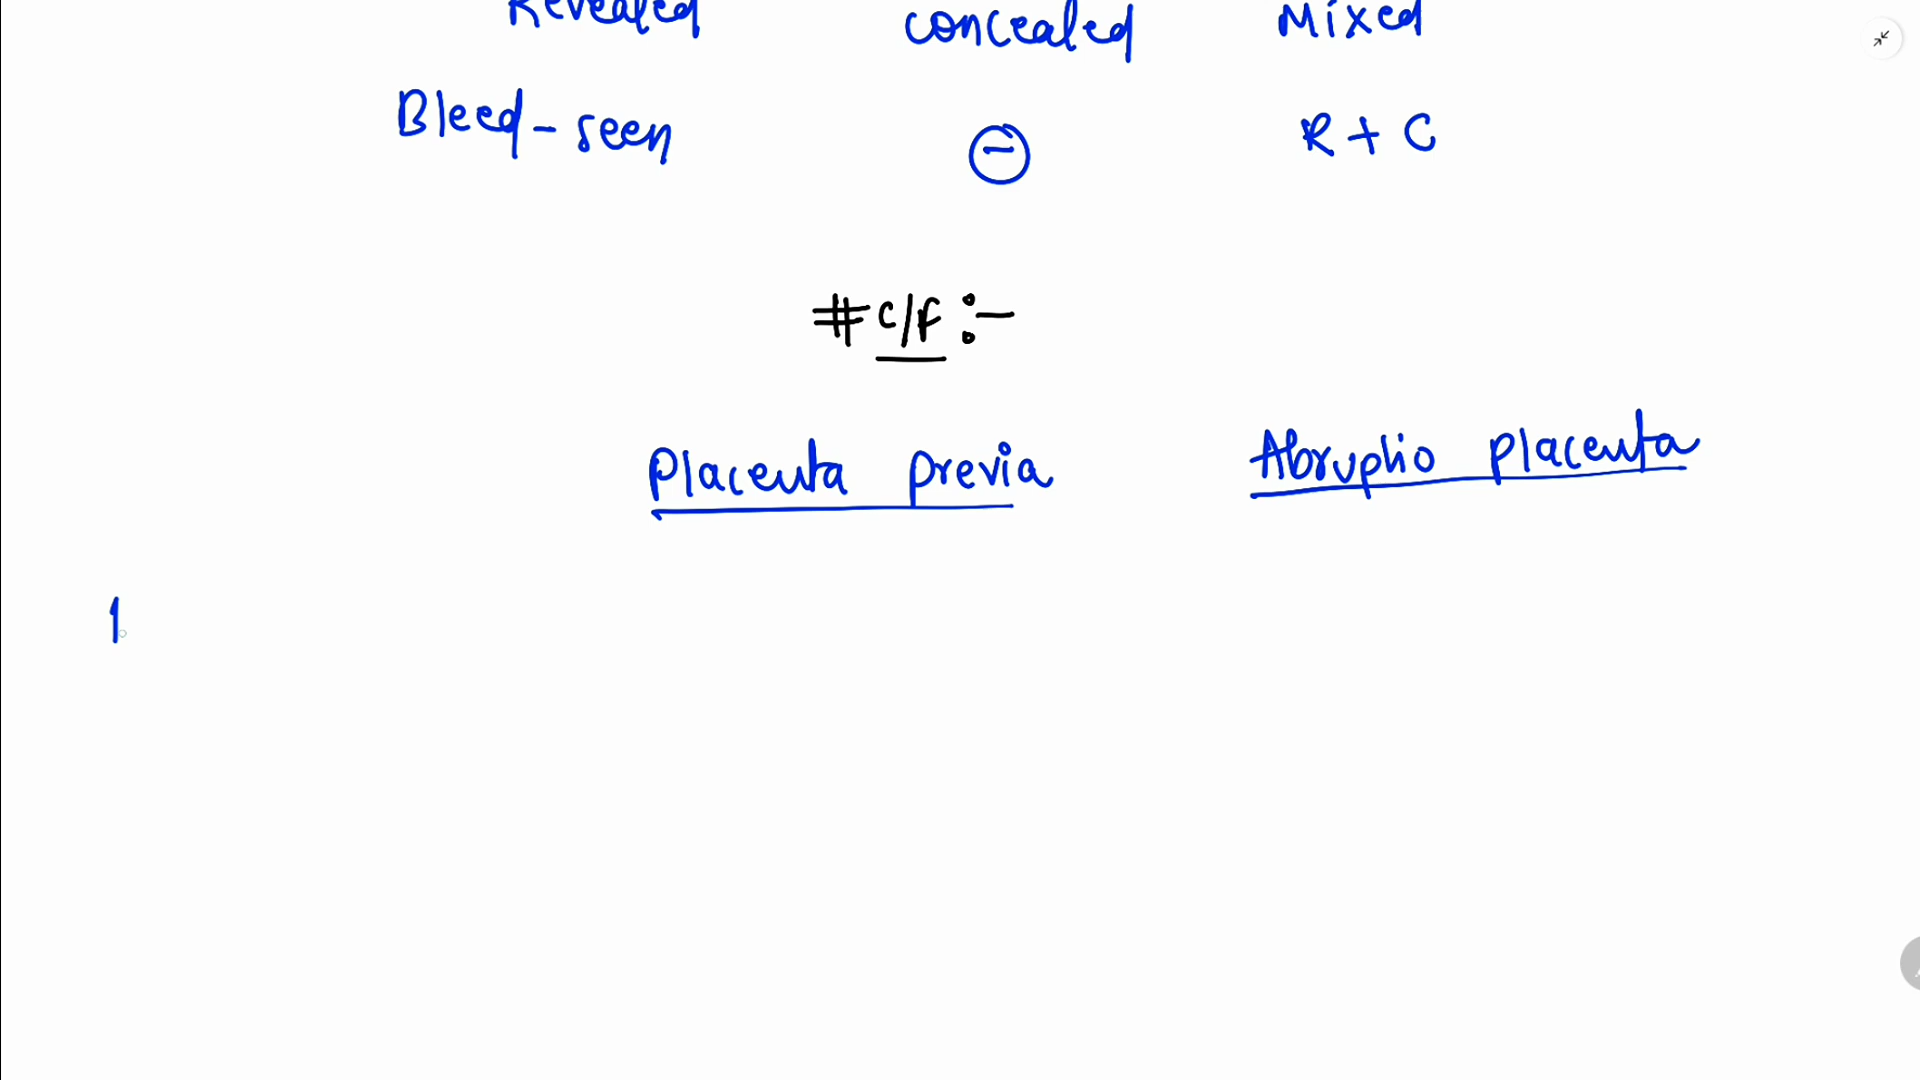 Revealed concealed Mixed
Bleed - seen ⊖ R + C
# C/F :-
Placenta previa Abruptio placenta
1